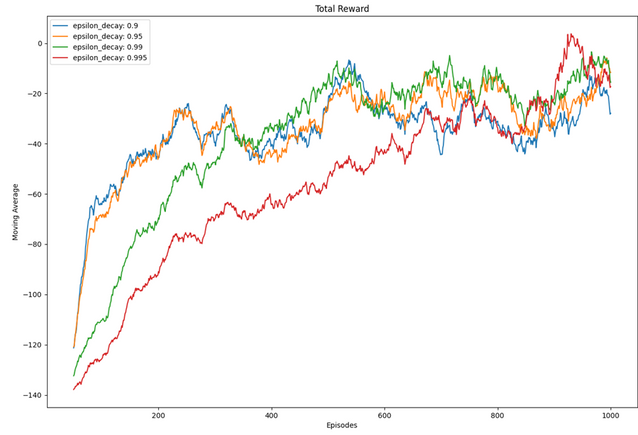 Total Reward
epsilon_decay: 0.9
epsilon_decay: 0.95
epsilon_decay: 0.99
epsilon_decay: 0.995
Moving Average
0
−20
−40
−60
−80
−100
−120
−140
200
400
600
800
1000
Episodes